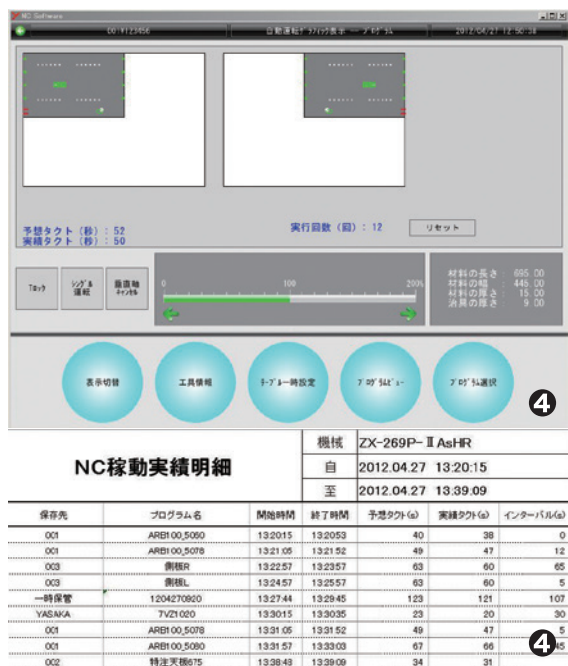 NC Software
001#123456 自動運転グラフィック表示 --- プログラム 2012/04/27 12:50:38
予想タクト (秒) : 52
実績タクト (秒) : 50
実行回数 (回) : 12
リセット
Tロック
シングル運転
垂直軸キャンセル
0 100 200%
材料の長さ : 695.00
材料の幅 : 445.00
材料の厚さ : 15.00
治具の厚さ : 9.00
表示切替
工具情報
テーブル一時設定
プログラムビュー
プログラム選択
4
NC稼動実績明細
機械 ZX-269P-ⅡAsHR
自 2012.04.27 13:20:15
至 2012.04.27 13:39:09
保存先 プログラム名 開始時間 終了時間 予想タクト(s) 実績タクト(s) インターバル(s)
001 ARB100_5060 13:20:15 13:20:53 40 38 0
001 ARB100_5078 13:21:05 13:21:52 49 47 12
003 側板R 13:22:57 13:23:57 63 60 65
003 側板L 13:24:57 13:25:57 63 60 5
一時保管 1204270920 13:27:44 13:29:45 123 121 107
YASAKA 7VZ1020 13:30:15 13:30:35 23 20 30
001 ARB100_5078 13:31:05 13:31:52 49 47 5
001 ARB100_5080 13:31:57 13:33:03 67 66 45
002 特注天板675 13:38:43 13:39:09 34 31
4